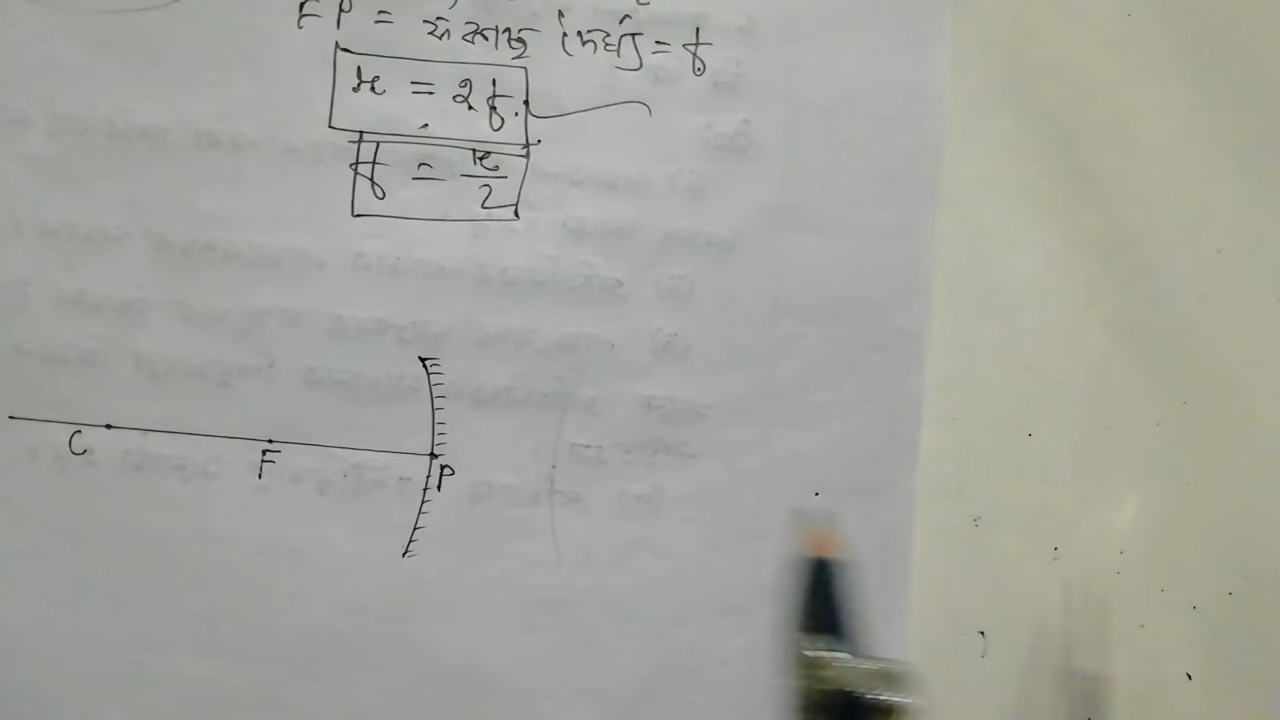 FP = ফোকাছ দৈৰ্ঘ্য = f
r = 2f.
f = r/2
C
F
P